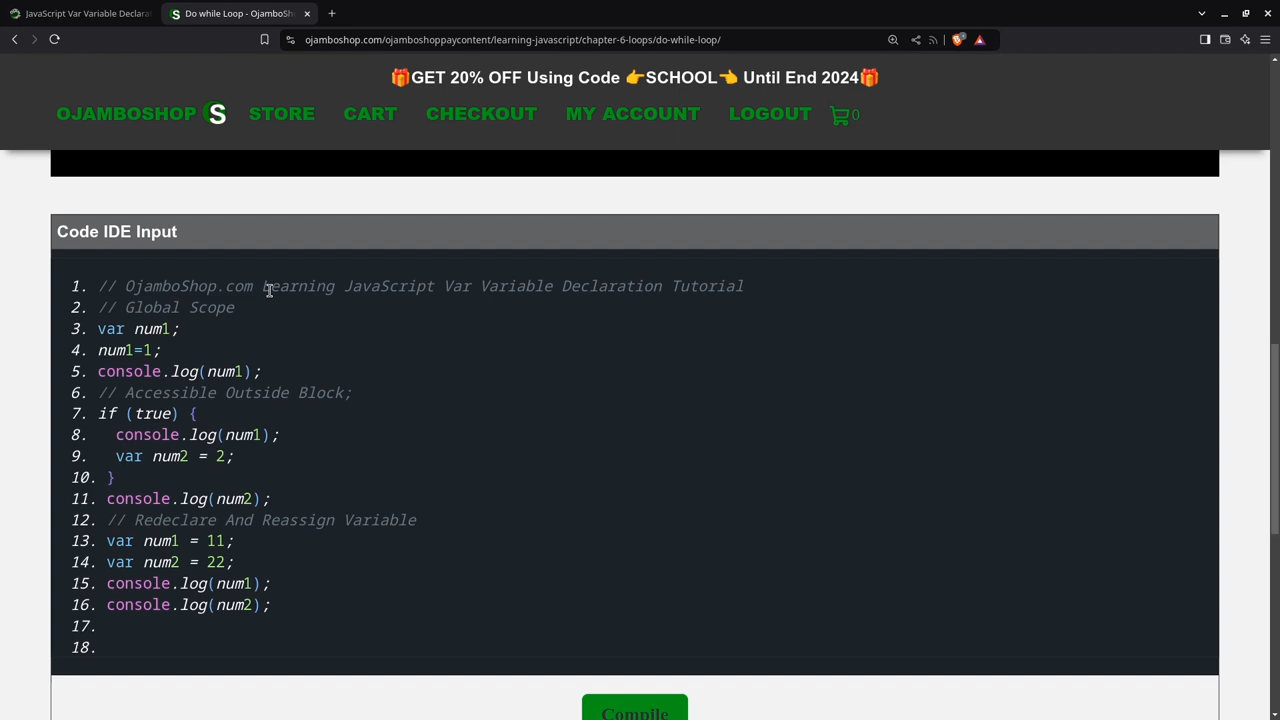 JavaScript Var Variable Declara
Do while Loop - OjamboSh
ojamboshop.com/ojamboshoppaycontent/learning-javascript/chapter-6-loops/do-while-loop/
🎁GET 20% OFF Using Code 👉SCHOOL👈 Until End 2024🎁
OJAMBOSHOP S STORE CART CHECKOUT MY ACCOUNT LOGOUT 0
Code IDE Input
1. // OjamboShop.com Learning JavaScript Var Variable Declaration Tutorial
2. // Global Scope
3. var num1;
4. num1=1;
5. console.log(num1);
6. // Accessible Outside Block;
7. if (true) {
8.   console.log(num1);
9.   var num2 = 2;
10. }
11. console.log(num2);
12. // Redeclare And Reassign Variable
13. var num1 = 11;
14. var num2 = 22;
15. console.log(num1);
16. console.log(num2);
17.
18.
Compile